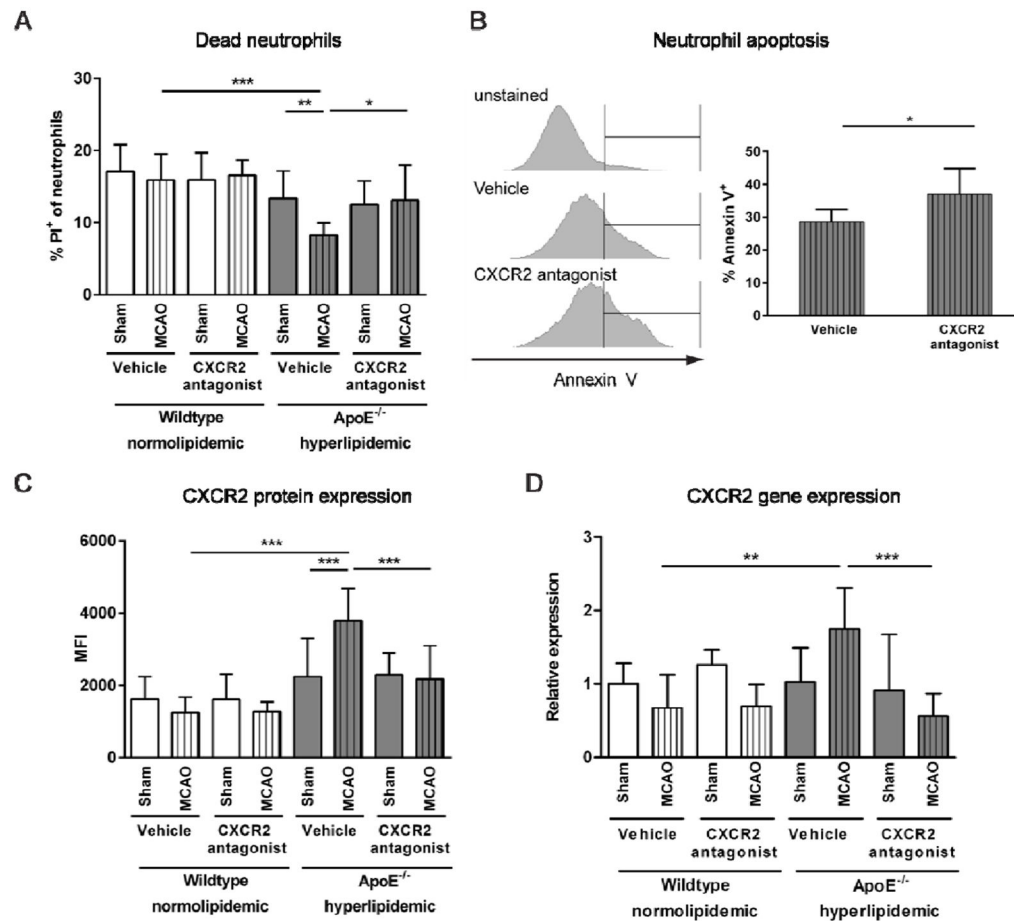 A
Dead neutrophils
% PI⁺ of neutrophils
30
20
10
0
***
** *
Sham MCAO Sham MCAO Sham MCAO Sham MCAO
Vehicle CXCR2 antagonist Vehicle CXCR2 antagonist
Wildtype normolipidemic ApoE⁻/⁻ hyperlipidemic
B
Neutrophil apoptosis
unstained
Vehicle
CXCR2 antagonist
Annexin V
% Annexin V⁺
50
40
30
20
10
0
*
Vehicle CXCR2 antagonist
C
CXCR2 protein expression
MFI
6000
4000
2000
0
***
*** ***
Sham MCAO Sham MCAO Sham MCAO Sham MCAO
Vehicle CXCR2 antagonist Vehicle CXCR2 antagonist
Wildtype normolipidemic ApoE⁻/⁻ hyperlipidemic
D
CXCR2 gene expression
Relative expression
3
2
1
0
** ***
Sham MCAO Sham MCAO Sham MCAO Sham MCAO
Vehicle CXCR2 antagonist Vehicle CXCR2 antagonist
Wildtype normolipidemic ApoE⁻/⁻ hyperlipidemic